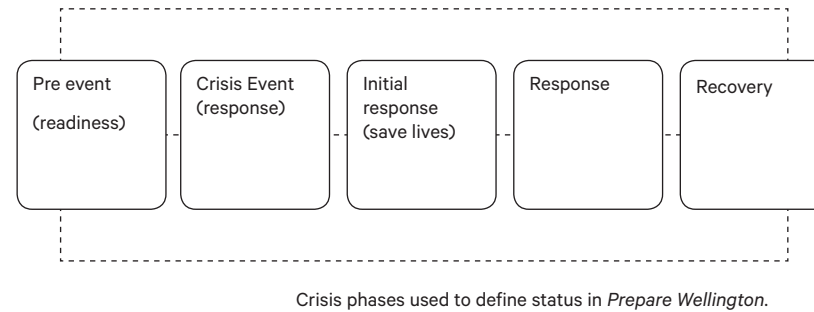 Pre event
(readiness)
Crisis Event
(response)
Initial
response
(save lives)
Response
Recovery
Crisis phases used to define status in Prepare Wellington.